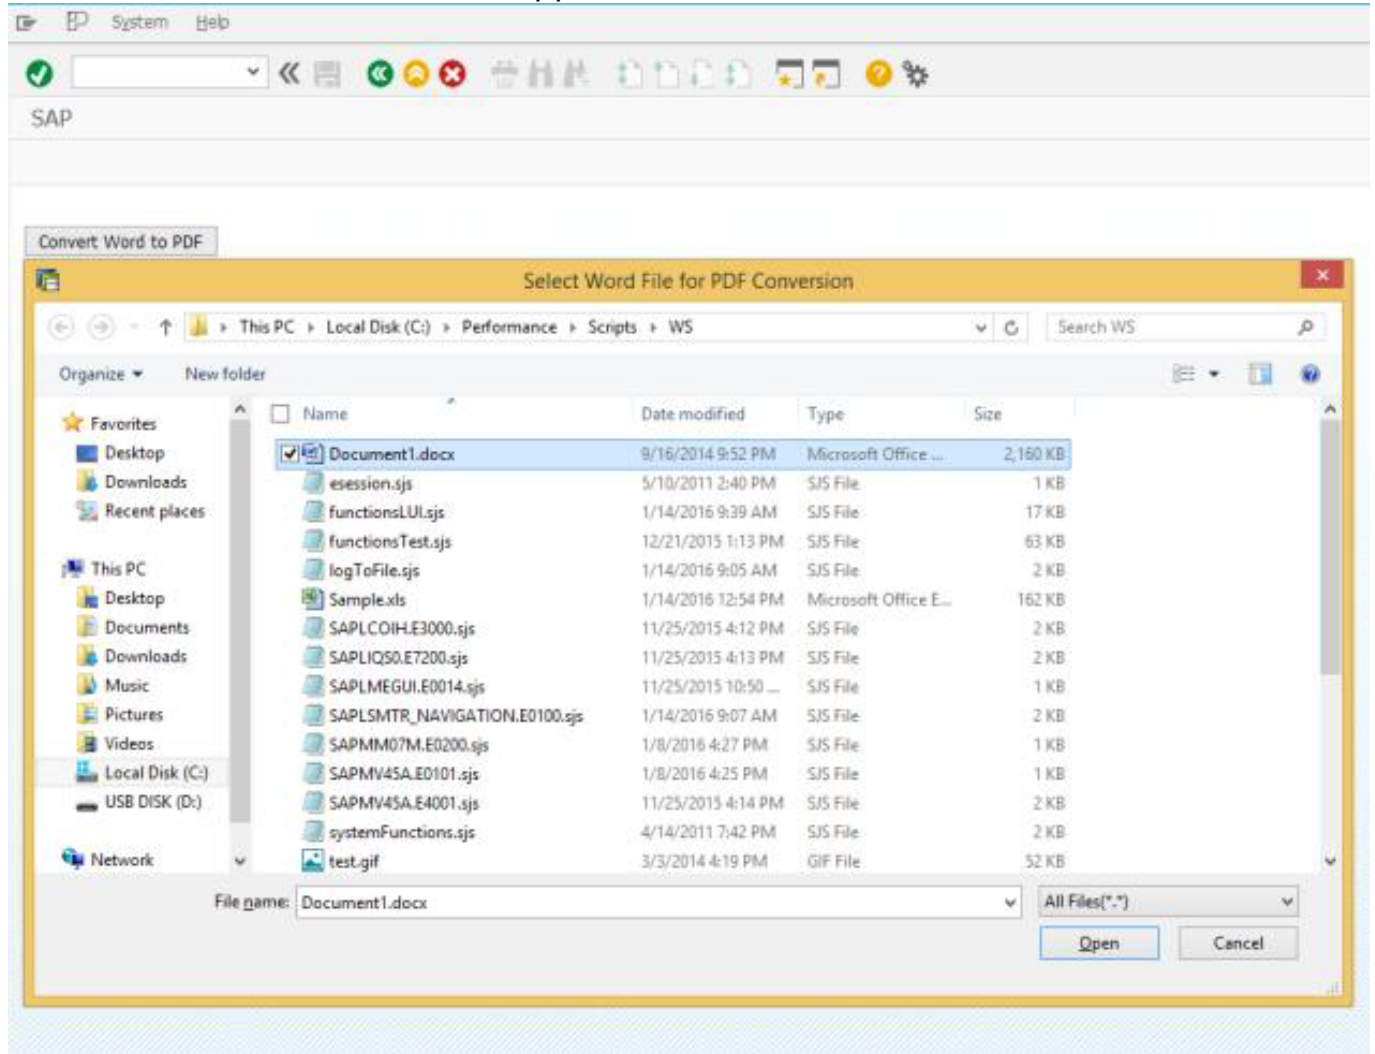 System Help
SAP
Convert Word to PDF
Select Word File for PDF Conversion
This PC Local Disk (C:) Performance Scripts WS Search WS
Organize New folder
Name Date modified Type Size
Favorites
Desktop Document1.docx 9/16/2014 9:52 PM Microsoft Office ... 2,160 KB
Downloads esession.sjs 5/10/2011 2:40 PM SJS File 1 KB
Recent places functionsLUI.sjs 1/14/2016 9:39 AM SJS File 17 KB
functionsTest.sjs 12/21/2015 1:13 PM SJS File 63 KB
This PC logToFile.sjs 1/14/2016 9:05 AM SJS File 2 KB
Desktop Sample.xls 1/14/2016 12:54 PM Microsoft Office E... 162 KB
Documents SAPLCOIH.E3000.sjs 11/25/2015 4:12 PM SJS File 2 KB
Downloads SAPLIQS0.E7200.sjs 11/25/2015 4:13 PM SJS File 2 KB
Music SAPLMEGUI.E0014.sjs 11/25/2015 10:50 ... SJS File 1 KB
Pictures SAPLSMTR_NAVIGATION.E0100.sjs 1/14/2016 9:07 AM SJS File 2 KB
Videos SAPMM07M.E0200.sjs 1/8/2016 4:27 PM SJS File 1 KB
Local Disk (C:) SAPMV45A.E0101.sjs 1/8/2016 4:25 PM SJS File 1 KB
USB DISK (D:) SAPMV45A.E4001.sjs 11/25/2015 4:14 PM SJS File 2 KB
systemFunctions.sjs 4/14/2011 7:42 PM SJS File 2 KB
Network test.gif 3/3/2014 4:19 PM GIF File 52 KB
File name: Document1.docx All Files(*.*)
Open Cancel